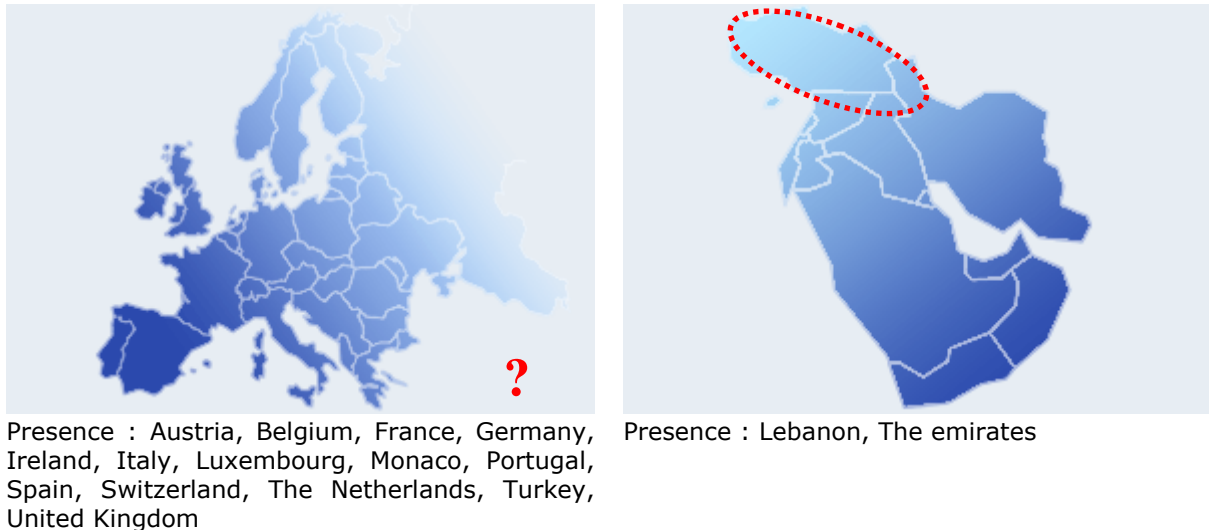 ?
Presence : Austria, Belgium, France, Germany,
Ireland, Italy, Luxembourg, Monaco, Portugal,
Spain, Switzerland, The Netherlands, Turkey,
United Kingdom
Presence : Lebanon, The emirates